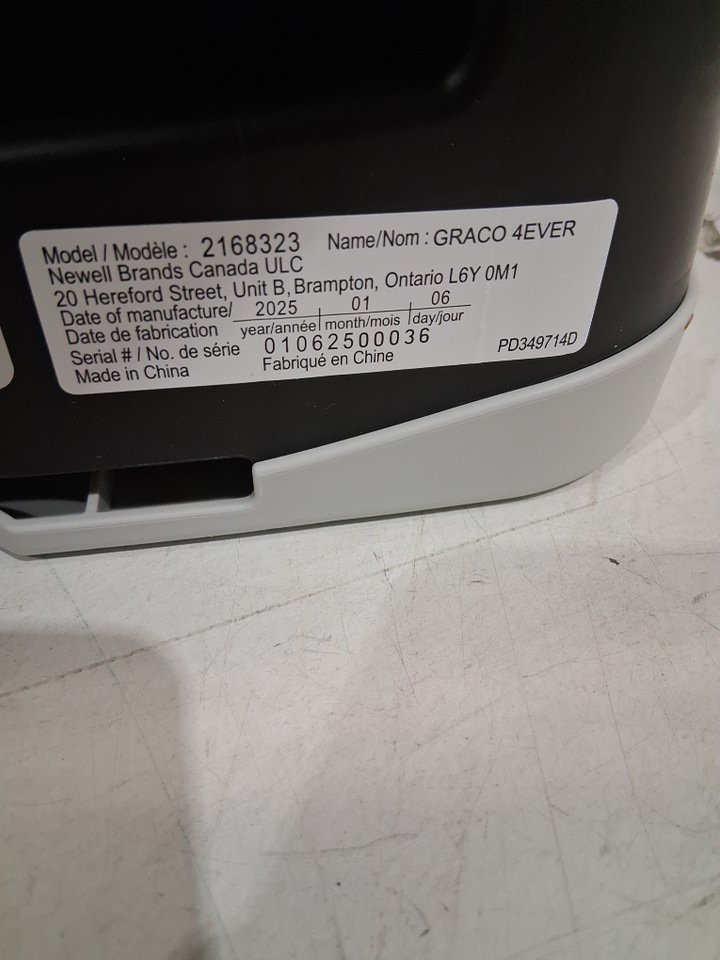 Model / Modèle : 2168323 Name/Nom : GRACO 4EVER
Newell Brands Canada ULC
20 Hereford Street, Unit B, Brampton, Ontario L6Y 0M1
Date of manufacture/ 2025 01 06
Date de fabrication year/année month/mois day/jour
Serial # / No. de série 01062500036
Made in China Fabriqué en Chine PD349714D